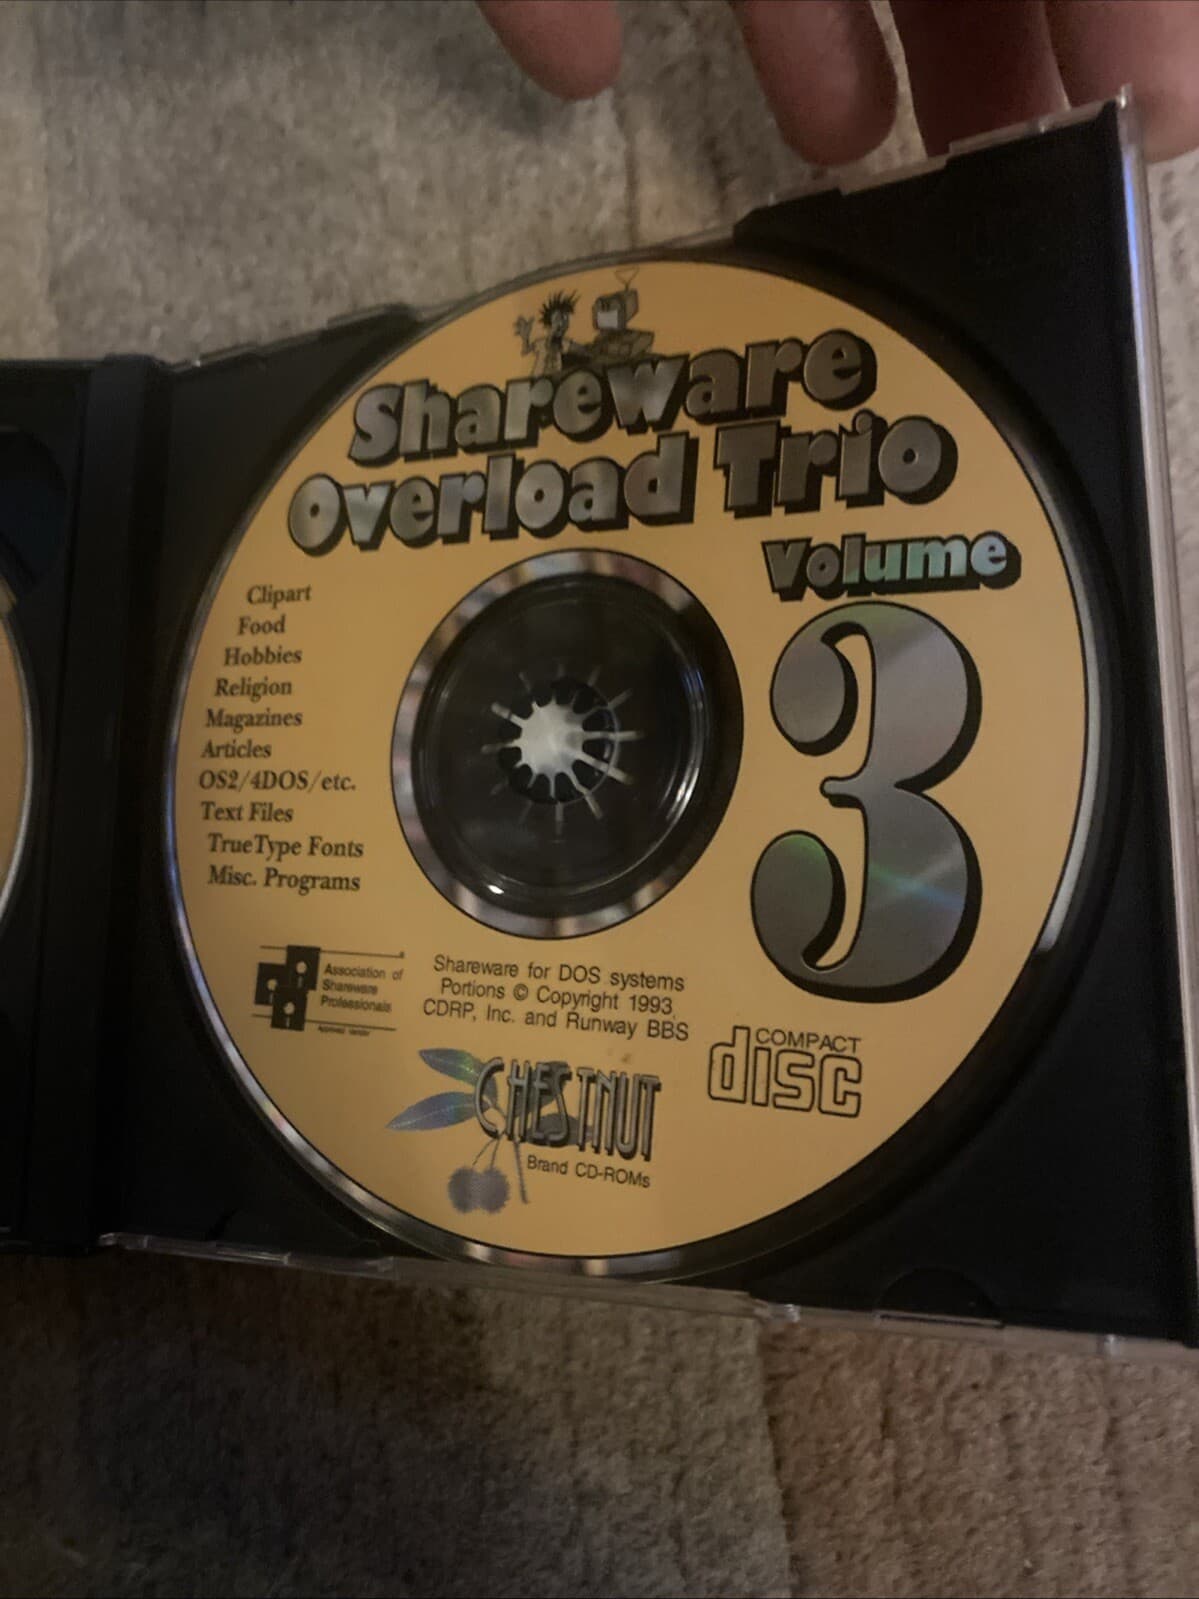 Shareware
Overload Trio
Volume
3
Clipart
Food
Hobbies
Religion
Magazines
Articles
OS2/4DOS/etc.
Text Files
TrueType Fonts
Misc. Programs
Association of
Shareware
Professionals
Approved Vendor
Shareware for DOS systems
Portions © Copyright 1993,
CDRP, Inc. and Runway BBS
CHESTNUT
Brand CD-ROMs
COMPACT
disc